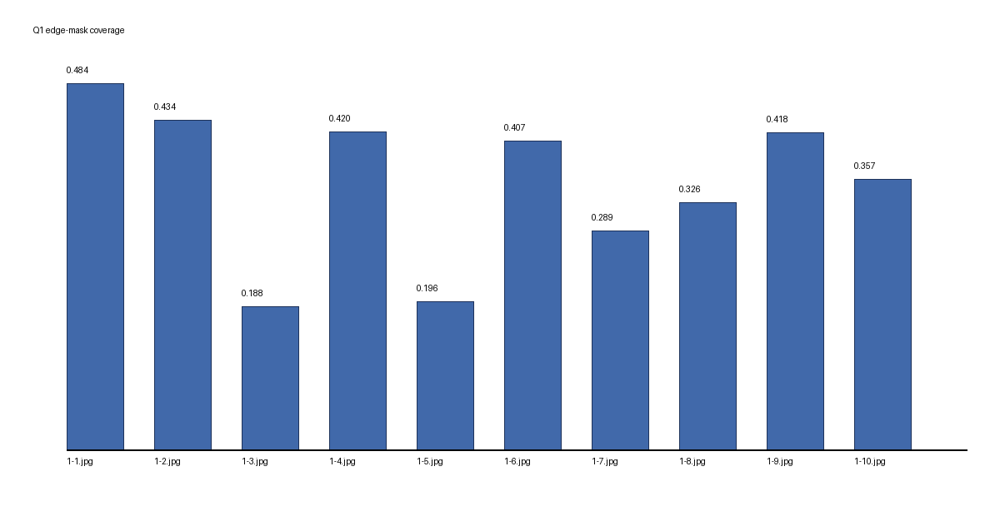 Q1 edge-mask coverage
0.484
0.434
0.188
0.420
0.196
0.407
0.289
0.326
0.418
0.357
1-1.jpg
1-2.jpg
1-3.jpg
1-4.jpg
1-5.jpg
1-6.jpg
1-7.jpg
1-8.jpg
1-9.jpg
1-10.jpg